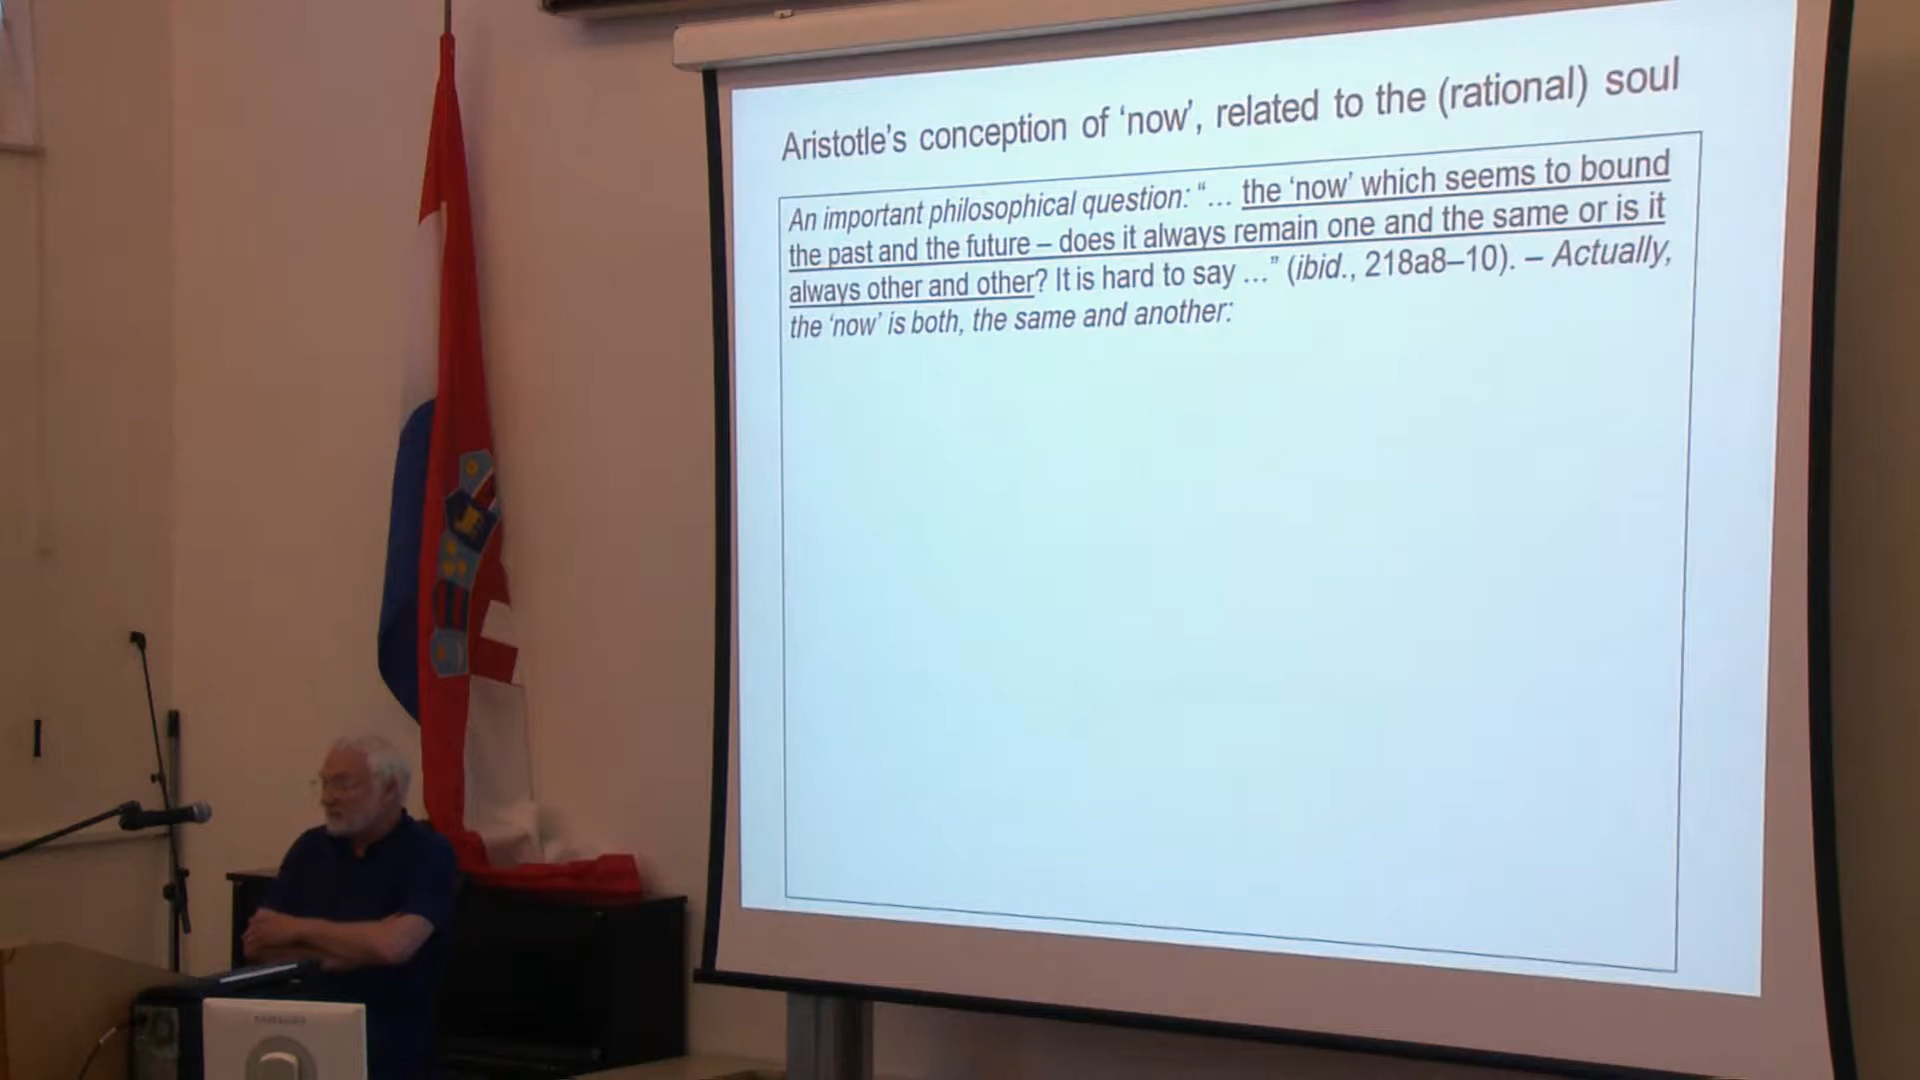 Aristotle’s conception of ‘now’, related to the (rational) soul
An important philosophical question: “… the ‘now’ which seems to bound
the past and the future – does it always remain one and the same or is it
always other and other? It is hard to say …” (ibid., 218a8–10). – Actually,
the ‘now’ is both, the same and another:
SAMSUNG